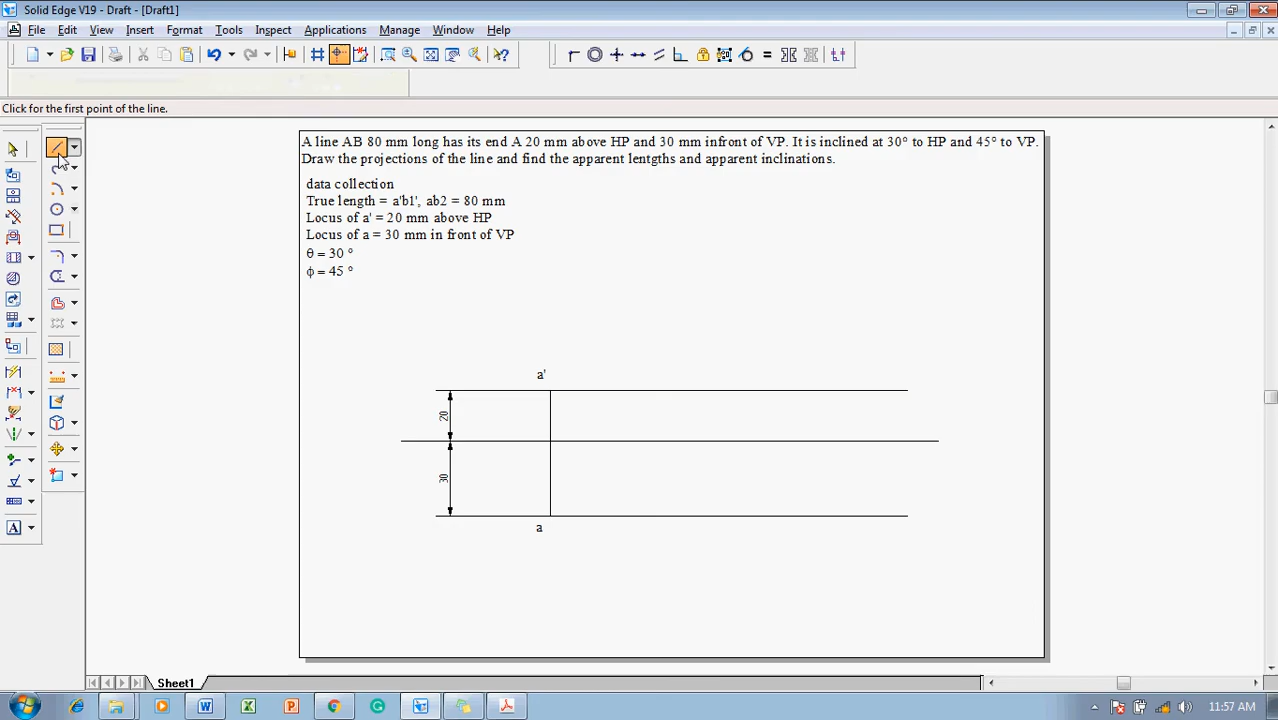 Solid Edge V19 - Draft - [Draft1]
File Edit View Insert Format Tools Inspect Applications Manage Window Help
Click for the first point of the line.
A line AB 80 mm long has its end A 20 mm above HP and 30 mm infront of VP. It is inclined at 30° to HP and 45° to VP.
Draw the projections of the line and find the apparent lentgths and apparent inclinations.
data collection
True length = a'b1', ab2 = 80 mm
Locus of a' = 20 mm above HP
Locus of a = 30 mm in front of VP
θ = 30 °
ϕ = 45 °
a'
20
30
a
A
Sheet1
11:57 AM